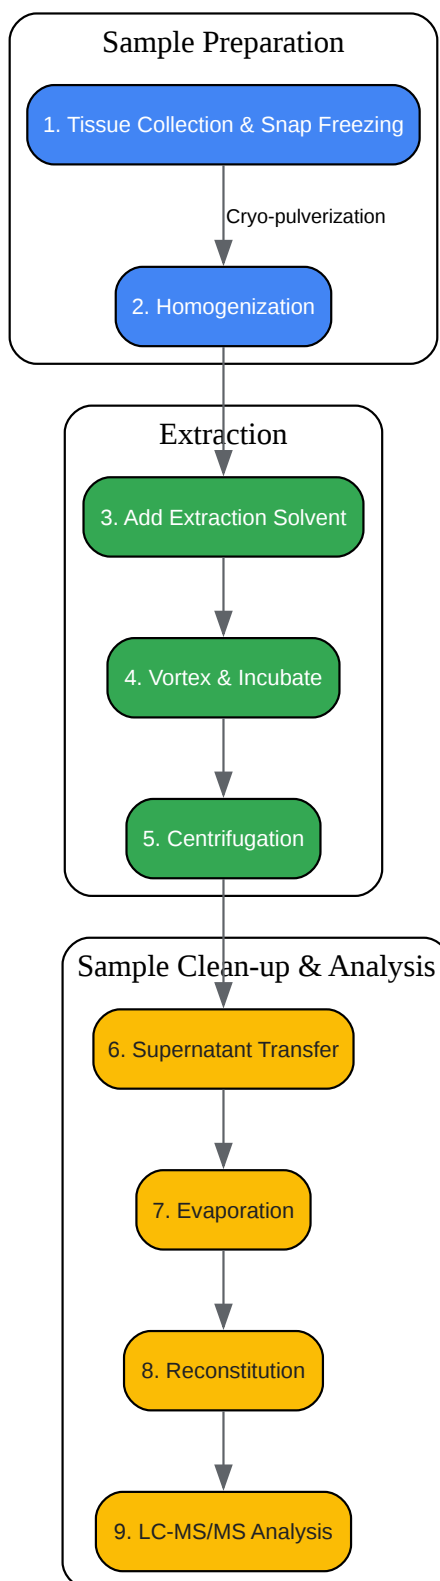 Sample Preparation
1. Tissue Collection & Snap Freezing
Cryo-pulverization
2. Homogenization
Extraction
3. Add Extraction Solvent
4. Vortex & Incubate
5. Centrifugation
Sample Clean-up & Analysis
6. Supernatant Transfer
7. Evaporation
8. Reconstitution
9. LC-MS/MS Analysis